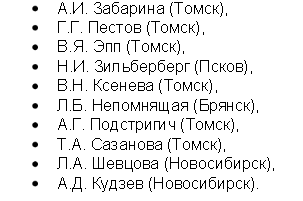 • А.И. Забарина (Томск),
• Г.Г. Пестов (Томск),
• В.Я. Эпп (Томск),
• Н.И. Зильберберг (Псков),
• В.Н. Ксенева (Томск),
• Л.Б. Непомнящая (Брянск),
• А.Г. Подстригич (Томск),
• Т.А. Сазанова (Томск),
• Л.А. Шевцова (Новосибирск),
• А.Д. Кудзев (Новосибирск).